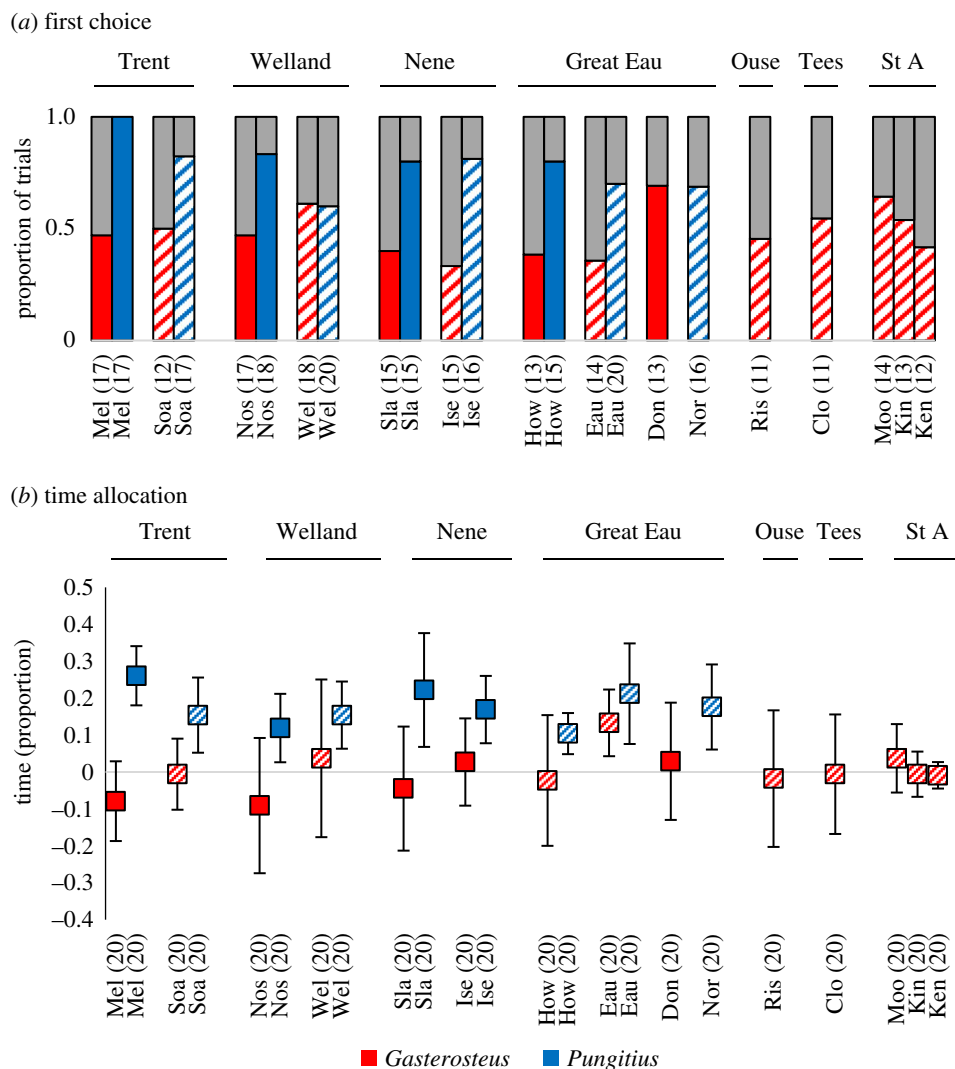 (a) first choice
Trent Welland Nene Great Eau Ouse Tees St A
proportion of trials
1.0
0.5
0
Mel (17) Mel (17) Soa (12) Soa (17) Nos (17) Nos (18) Wel (18) Wel (20) Sla (15) Sla (15) Ise (15) Ise (16) How (13) How (15) Eau (14) Eau (20) Don (13) Nor (16) Ris (11) Clo (11) Moo (14) Kin (13) Ken (12)
(b) time allocation
Trent Welland Nene Great Eau Ouse Tees St A
time (proportion)
0.5
0.4
0.3
0.2
0.1
0
–0.1
–0.2
–0.3
–0.4
Mel (20) Mel (20) Soa (20) Soa (20) Nos (20) Nos (20) Wel (20) Wel (20) Sla (20) Sla (20) Ise (20) Ise (20) How (20) How (20) Eau (20) Eau (20) Don (20) Nor (20) Ris (20) Clo (20) Moo (20) Kin (20) Ken (20)
Gasterosteus Pungitius